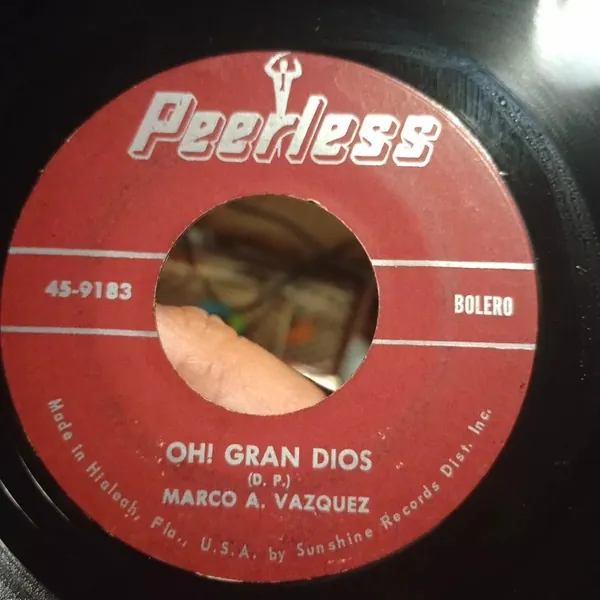 Peerless
45-9183
BOLERO
OH! GRAN DIOS
(D. P.)
MARCO A. VAZQUEZ
Made in Hialeah, Fla., U.S.A. by Sunshine Records Dist. Inc.